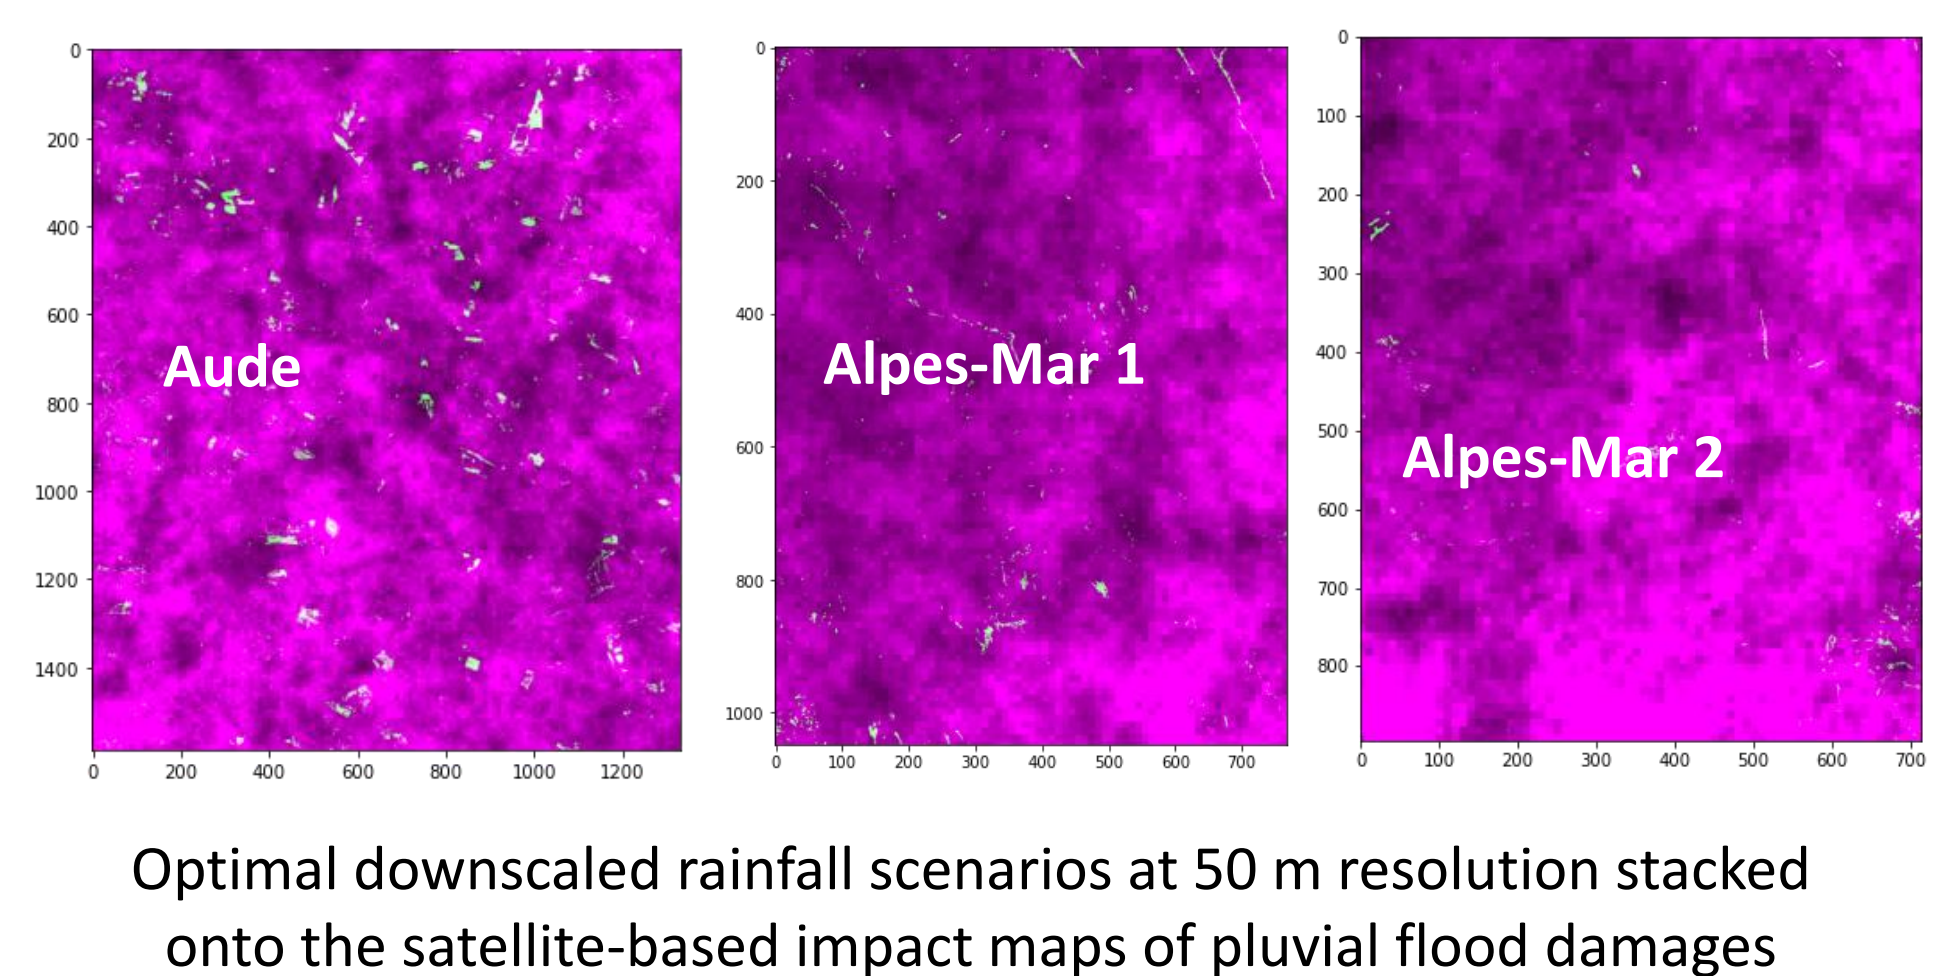 0
200
400
600
800
1000
1200
1400
0 200 400 600 800 1000 1200
Aude
0
200
400
600
800
1000
0 100 200 300 400 500 600 700
Alpes-Mar 1
0
100
200
300
400
500
600
700
800
0 100 200 300 400 500 600 700
Alpes-Mar 2
Optimal downscaled rainfall scenarios at 50 m resolution stacked
onto the satellite-based impact maps of pluvial flood damages